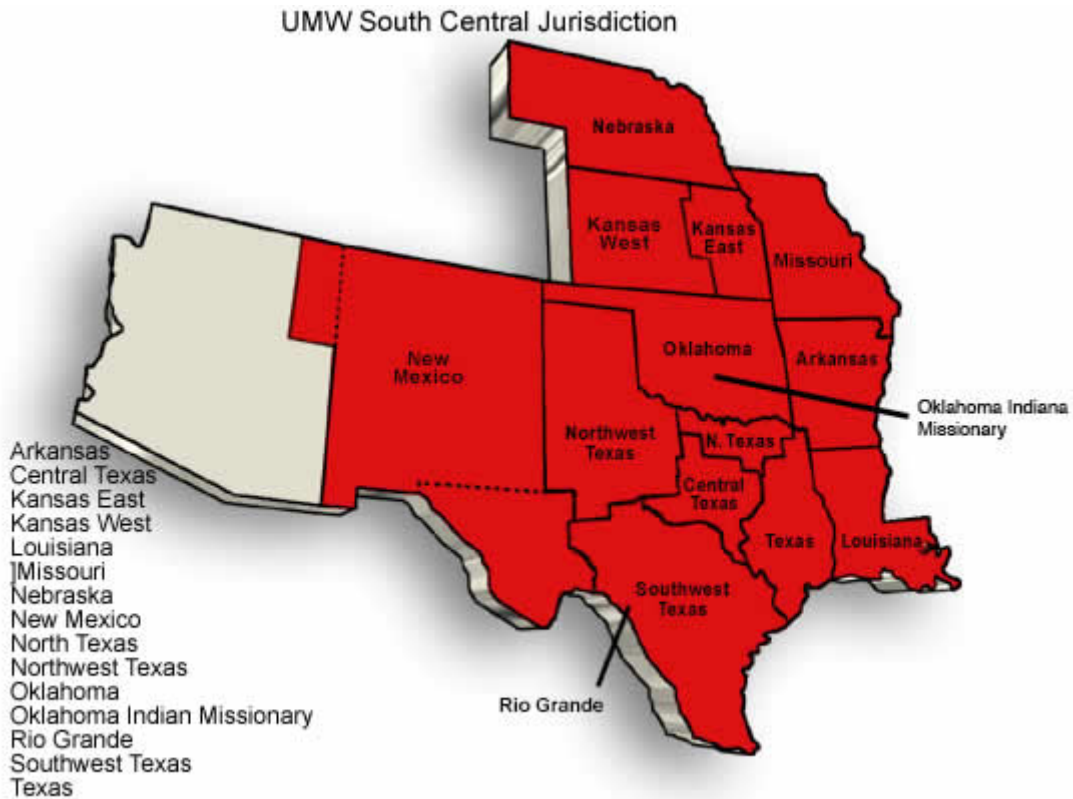 UMW South Central Jurisdiction
Nebraska
Kansas
West
Kansas
East
Missouri
New
Mexico
Oklahoma
Arkansas
Oklahoma Indiana
Missionary
Northwest
Texas
N. Texas
Central
Texas
Texas
Louisiana
Southwest
Texas
Rio Grande
Arkansas
Central Texas
Kansas East
Kansas West
Louisiana
]Missouri
Nebraska
New Mexico
North Texas
Northwest Texas
Oklahoma
Oklahoma Indian Missionary
Rio Grande
Southwest Texas
Texas